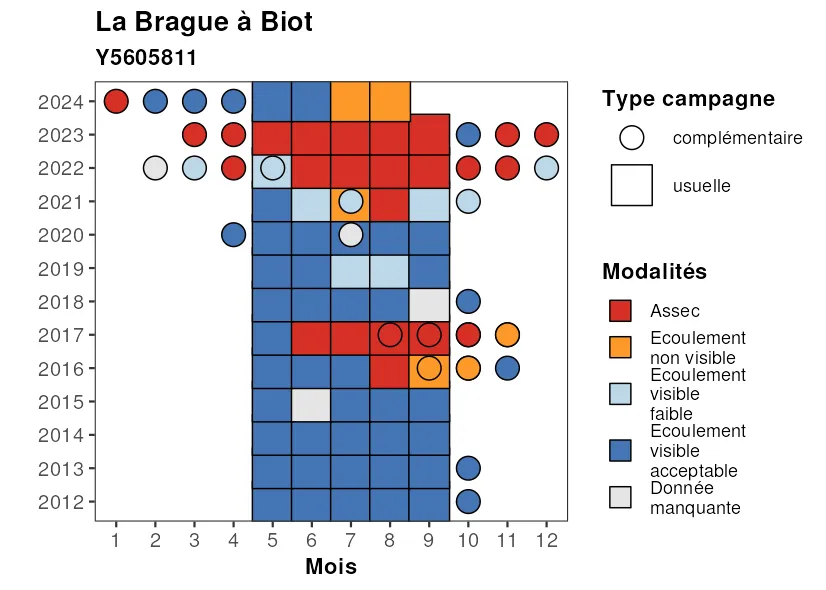 La Brague à Biot
Y5605811
2024
2023
2022
2021
2020
2019
2018
2017
2016
2015
2014
2013
2012
1 2 3 4 5 6 7 8 9 10 11 12
Mois
Type campagne
complémentaire
usuelle
Modalités
Assec
Ecoulement
non visible
Ecoulement
visible
faible
Ecoulement
visible
acceptable
Donnée
manquante